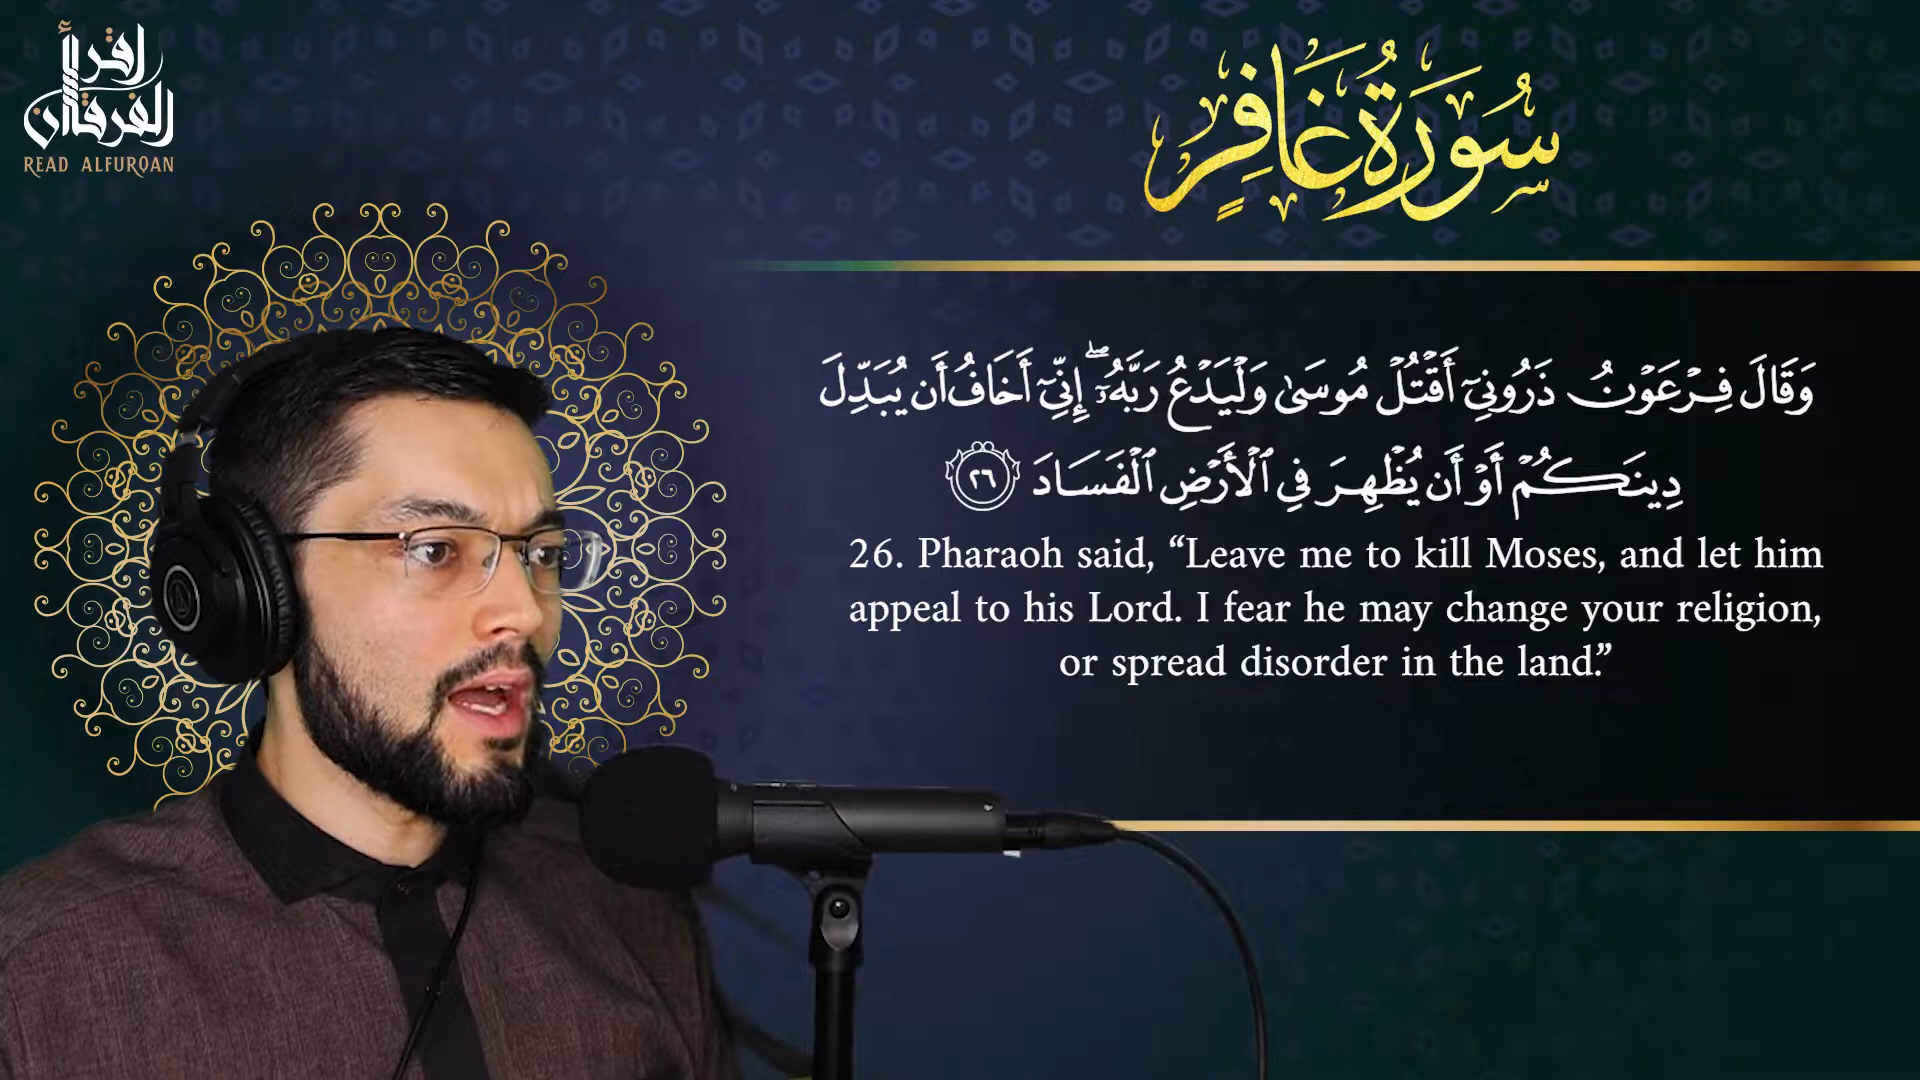 اقرأ
الفرقان
READ ALFURQAN
سُورَةُ غَافِرٍ
وَقَالَ فِرْعَوْنُ ذَرُونِيٓ أَقْتُلْ مُوسَىٰ وَلْيَدْعُ رَبَّهُۥٓ ۖ إِنِّيٓ أَخَافُ أَن يُبَدِّلَ
دِينَكُمْ أَوْ أَن يُظْهِرَ فِي ٱلْأَرْضِ ٱلْفَسَادَ ٢٦
26. Pharaoh said, “Leave me to kill Moses, and let him
appeal to his Lord. I fear he may change your religion,
or spread disorder in the land.”